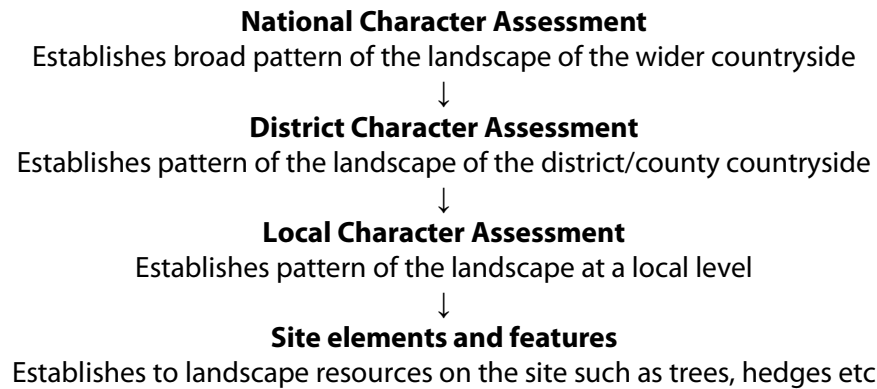 National Character Assessment
Establishes broad pattern of the landscape of the wider countryside
↓
District Character Assessment
Establishes pattern of the landscape of the district/county countryside
↓
Local Character Assessment
Establishes pattern of the landscape at a local level
↓
Site elements and features
Establishes to landscape resources on the site such as trees, hedges etc